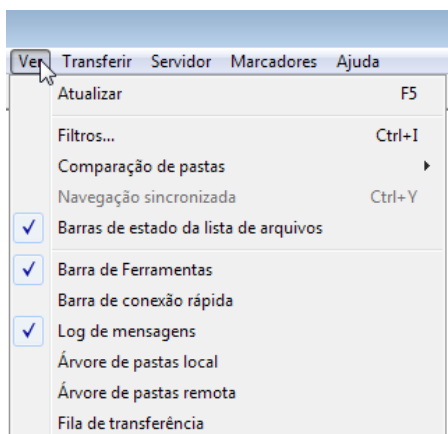 Ver Transferir Servidor Marcadores Ajuda
Atualizar F5
Filtros... Ctrl+I
Comparação de pastas
Navegação sincronizada Ctrl+Y
Barras de estado da lista de arquivos
Barra de Ferramentas
Barra de conexão rápida
Log de mensagens
Árvore de pastas local
Árvore de pastas remota
Fila de transferência